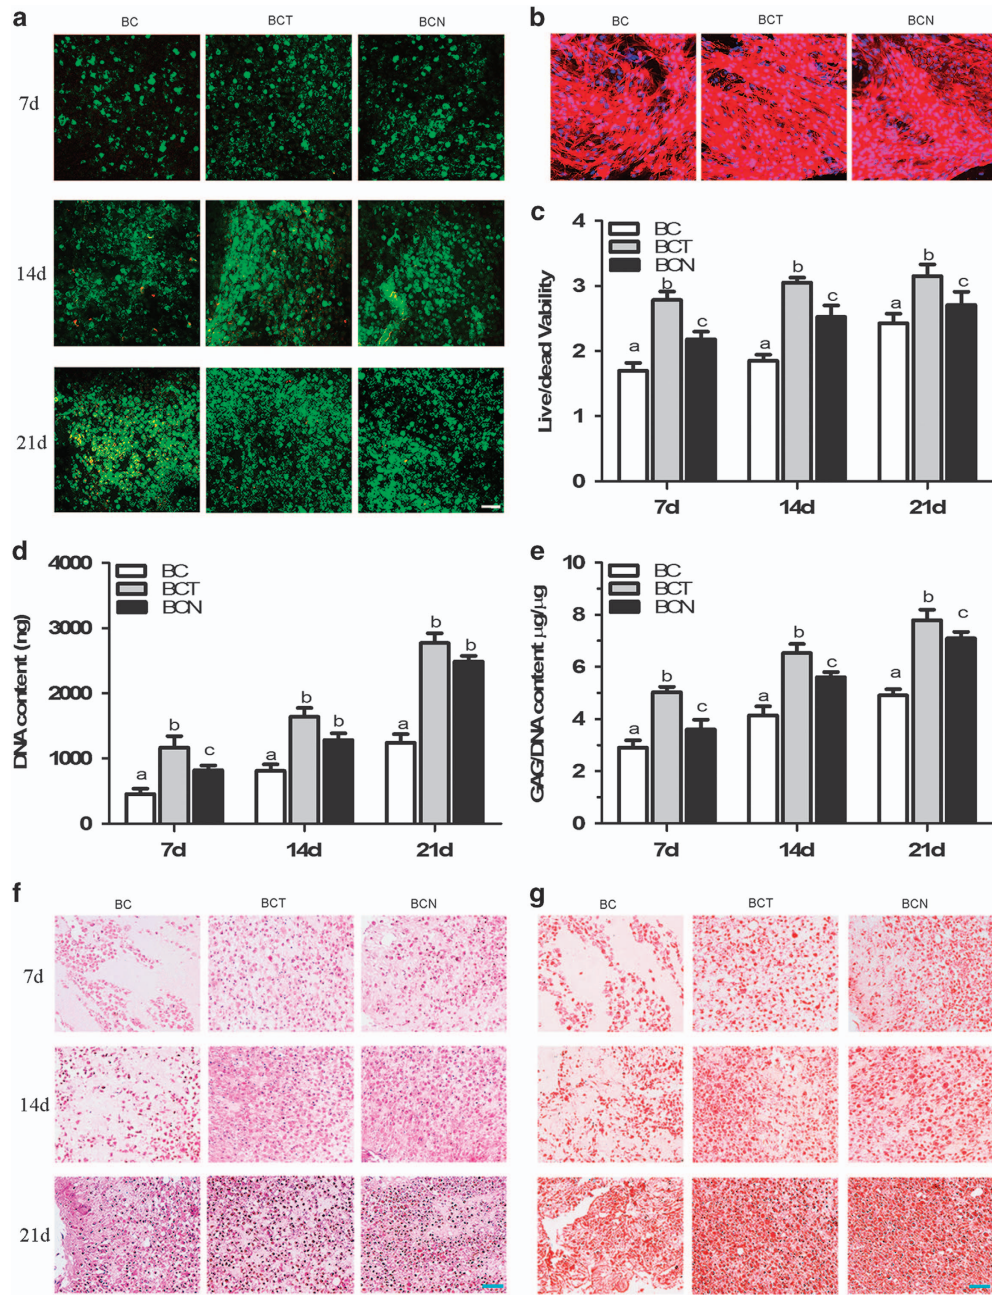 a
BC BCT BCN
7d
14d
21d
b
BC BCT BCN
c
Live/dead Vability
4
3
2
1
0
BC
BCT
BCN
a b c
a b c
a b c
7d 14d 21d
d
DNA content (ng)
4000
3000
2000
1000
0
BC
BCT
BCN
a b c
a b b
a b b
7d 14d 21d
e
GAG/DNA content µg/µg
10
8
6
4
2
0
BC
BCT
BCN
a b c
a b c
a b c
7d 14d 21d
f
BC BCT BCN
7d
14d
21d
g
BC BCT BCN